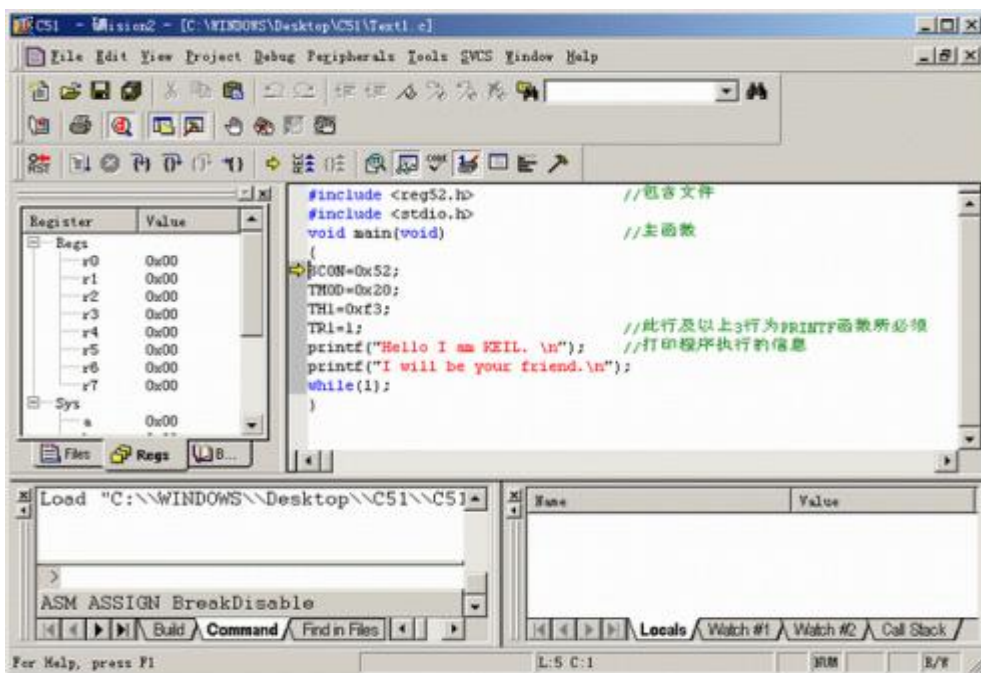 C51 - µVision2 - [C:\WINDOWS\Desktop\C51\Text1.c]
File Edit View Project Debug Peripherals Tools SVCS Window Help
Register Value
Regs
r0 0x00
r1 0x00
r2 0x00
r3 0x00
r4 0x00
r5 0x00
r6 0x00
r7 0x00
Sys
a 0x00
Files Regs B...
#include <reg52.h> //包含文件
#include <stdio.h>
void main(void) //主函数
{
SCON=0x52;
TMOD=0x20;
TH1=0xf3;
TR1=1; //此行及以上3行为PRINTF函数所必须
printf("Hello I am KEIL. \n"); //打印程序执行的信息
printf("I will be your friend.\n");
while(1);
}
Load "C:\\WINDOWS\\Desktop\\C51\\C51
>
ASM ASSIGN BreakDisable
Build Command Find in Files
Name Value
Locals Watch #1 Watch #2 Call Stack
For Help, press F1 L:5 C:1 NUM R/W